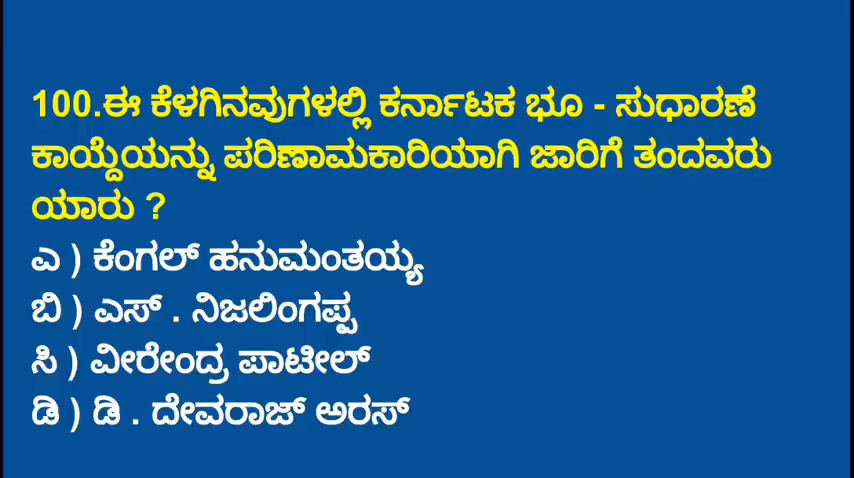 100.ಈ ಕೆಳಗಿನವುಗಳಲ್ಲಿ ಕರ್ನಾಟಕ ಭೂ - ಸುಧಾರಣೆ
ಕಾಯ್ದೆಯನ್ನು ಪರಿಣಾಮಕಾರಿಯಾಗಿ ಜಾರಿಗೆ ತಂದವರು
ಯಾರು ?
ಎ ) ಕೆಂಗಲ್ ಹನುಮಂತಯ್ಯ
ಬಿ ) ಎಸ್ . ನಿಜಲಿಂಗಪ್ಪ
ಸಿ ) ವೀರೇಂದ್ರ ಪಾಟೀಲ್
ಡಿ ) ಡಿ . ದೇವರಾಜ್ ಅರಸ್